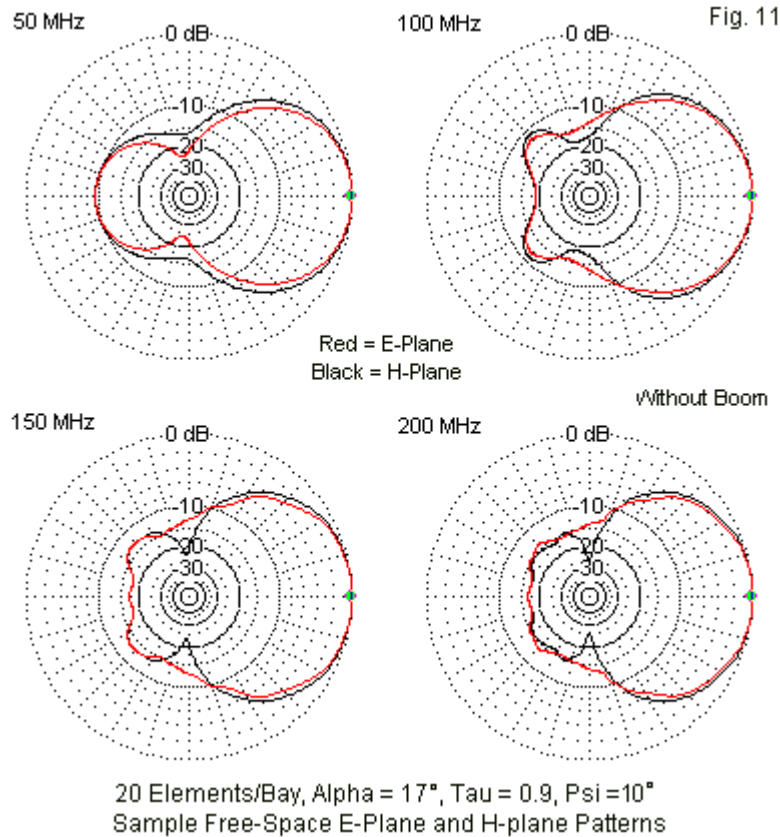 50 MHz
0 dB
-10
-20
-30
100 MHz
0 dB
Fig. 11
-10
-20
-30
Red = E-Plane
Black = H-Plane
Without Boom
150 MHz
0 dB
-10
20
30
200 MHz
0 dB
-10
20
30
20 Elements/Bay, Alpha = 17°, Tau = 0.9, Psi =10°
Sample Free-Space E-Plane and H-plane Patterns